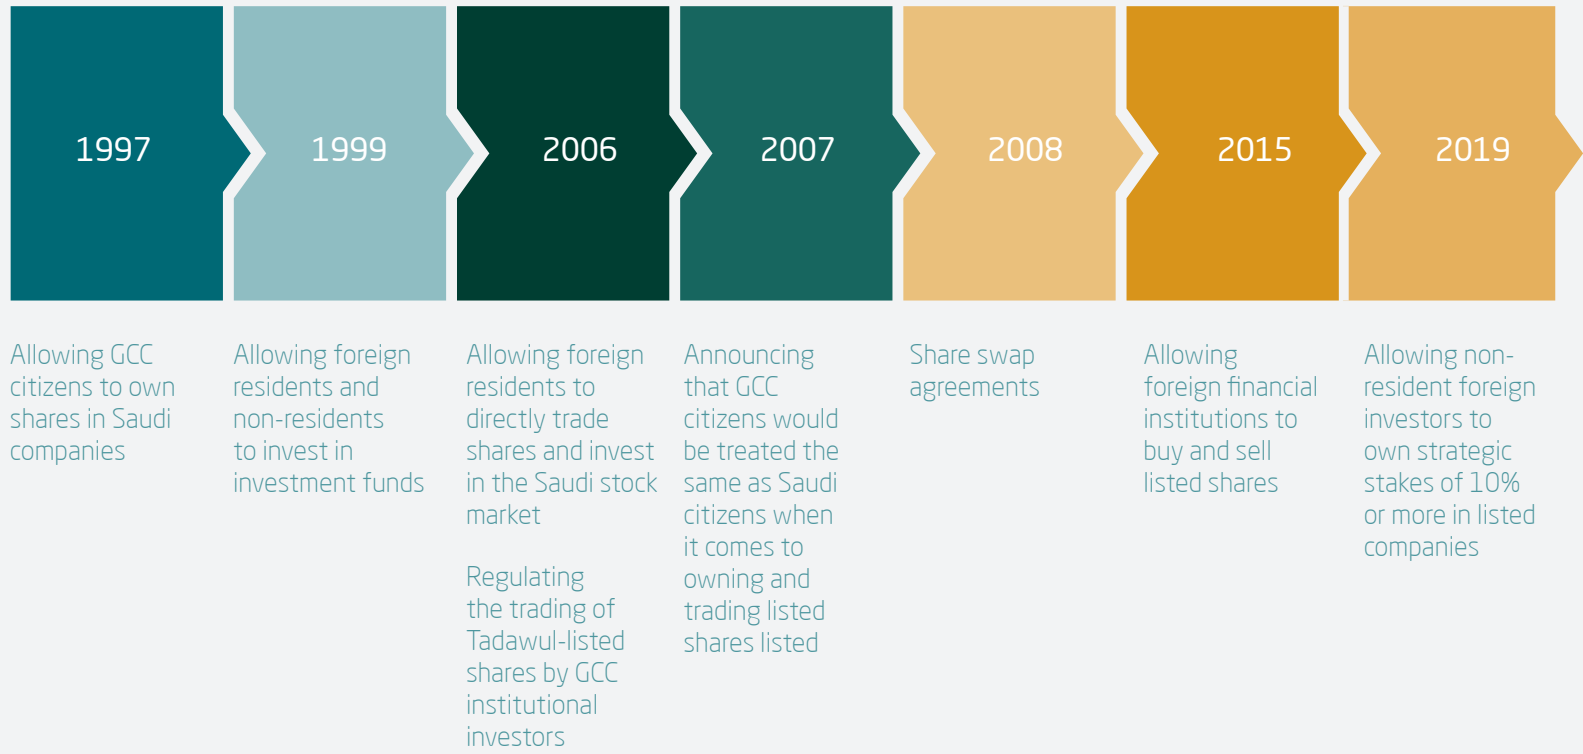 1997
1999
2006
2007
2008
2015
2019
Allowing GCC
citizens to own
shares in Saudi
companies
Allowing foreign
residents and
non-residents
to invest in
investment funds
Allowing foreign
residents to
directly trade
shares and invest
in the Saudi stock
market
Regulating
the trading of
Tadawul-listed
shares by GCC
institutional
investors
Announcing
that GCC
citizens would
be treated the
same as Saudi
citizens when
it comes to
owning and
trading listed
shares listed
Share swap
agreements
Allowing
foreign financial
institutions to
buy and sell
listed shares
Allowing non-
resident foreign
investors to
own strategic
stakes of 10%
or more in listed
companies